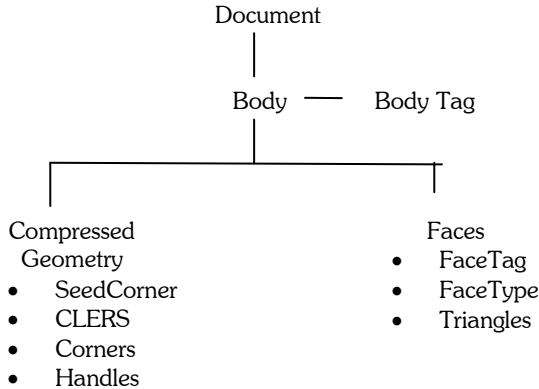 Document
Body — Body Tag
Compressed
Geometry
• SeedCorner
• CLERS
• Corners
• Handles
Faces
• FaceTag
• FaceType
• Triangles